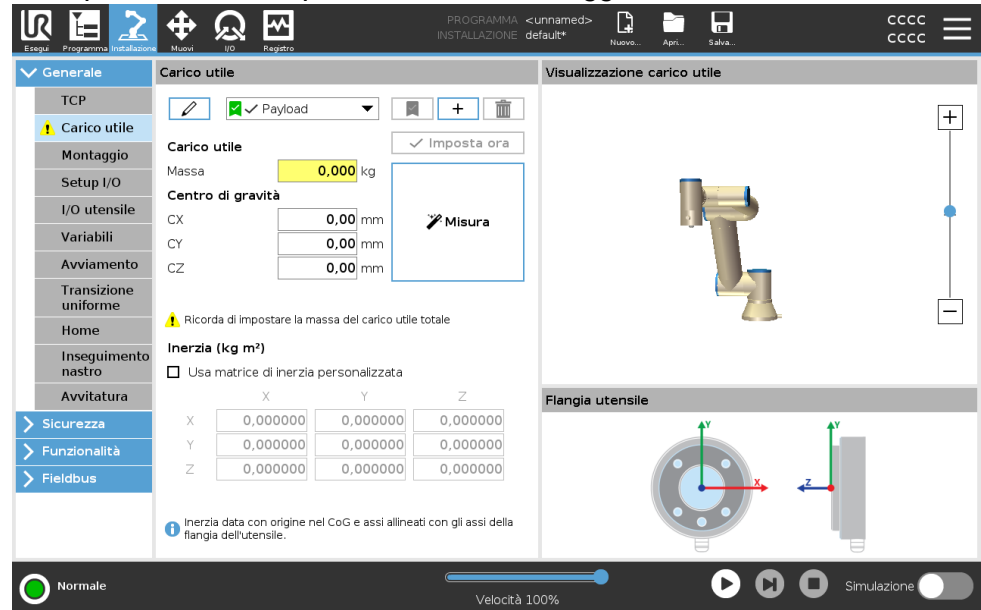 PROGRAMMA <unnamed>
INSTALLAZIONE default*
Esegui Programma Installazione Muovi I/O Registro Nuovo... Apri... Salva...
CCCC
CCCC
Generale
TCP
Carico utile
Montaggio
Setup I/O
I/O utensile
Variabili
Avviamento
Transizione
uniforme
Home
Inseguimento
nastro
Avvitatura
Sicurezza
Funzionalità
Fieldbus
Carico utile
Payload
Imposta ora
Carico utile
Massa 0,000 kg
Centro di gravità
CX 0,00 mm
CY 0,00 mm
CZ 0,00 mm
Misura
Ricorda di impostare la massa del carico utile totale
Inerzia (kg m²)
Usa matrice di inerzia personalizzata
X Y Z
X 0,000000 0,000000 0,000000
Y 0,000000 0,000000 0,000000
Z 0,000000 0,000000 0,000000
Inerzia data con origine nel CoG e assi allineati con gli assi della
flangia dell'utensile.
Visualizzazione carico utile
Flangia utensile
Y Y
X Z
Normale
Velocità 100%
Simulazione